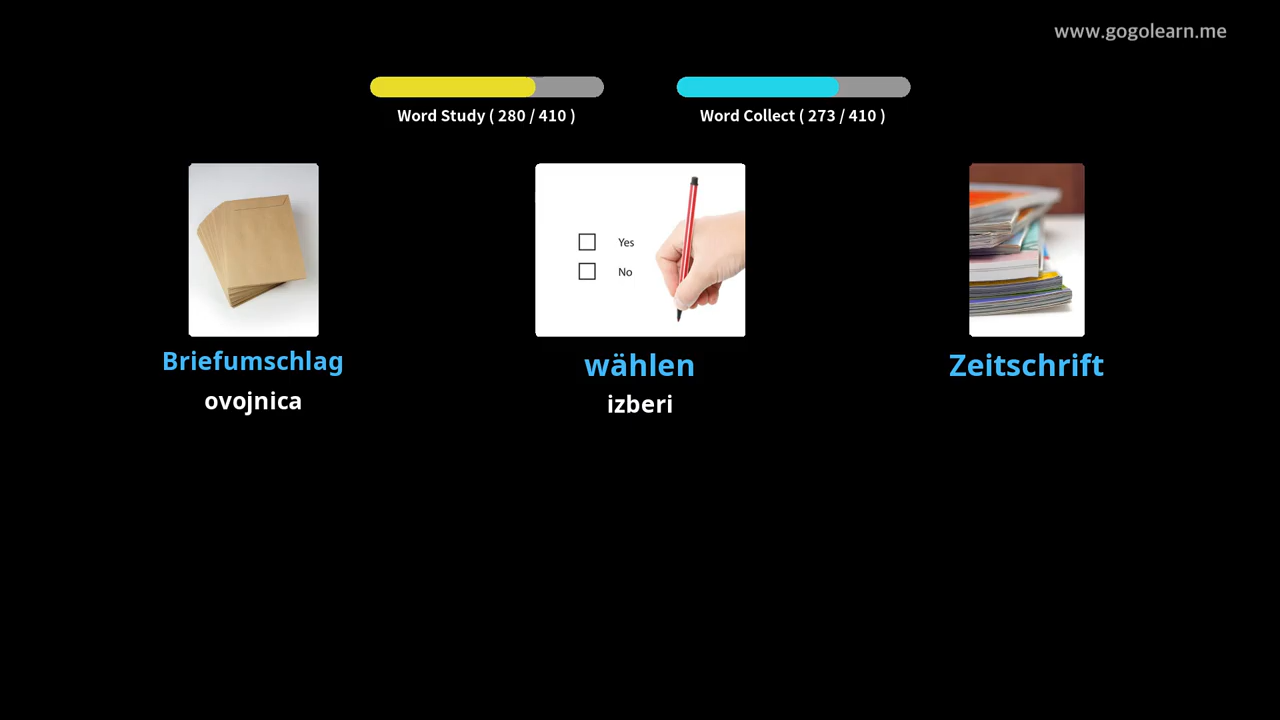 www.gogolearn.me
Word Study ( 280 / 410 )
Word Collect ( 273 / 410 )
Yes
No
Briefumschlag
wählen
Zeitschrift
ovojnica
izberi